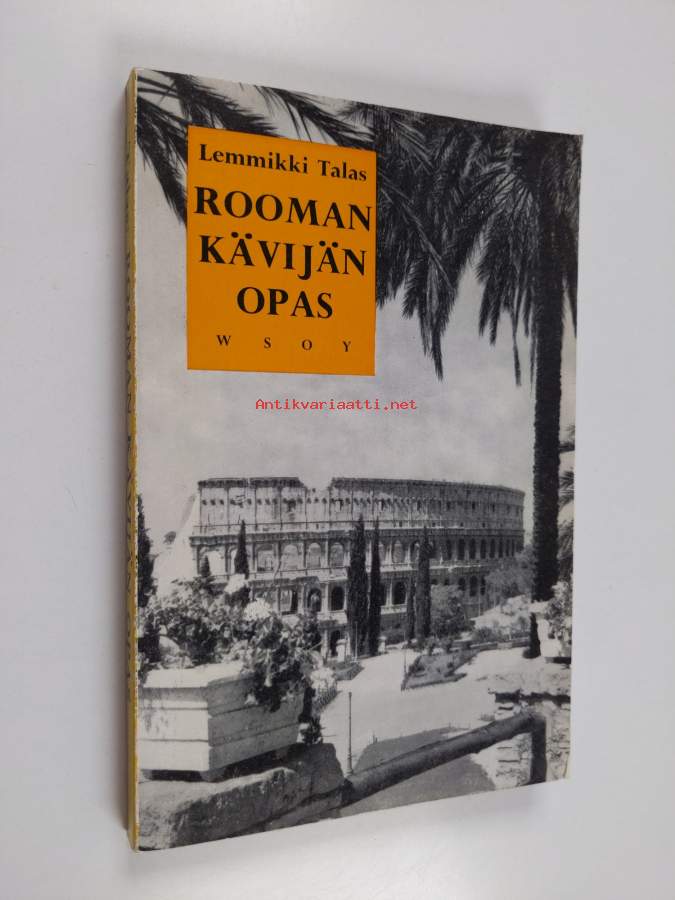 Lemmikki Talas
ROOMAN
KÄVIJÄN
OPAS
W S O Y
Antikvariaatti.net